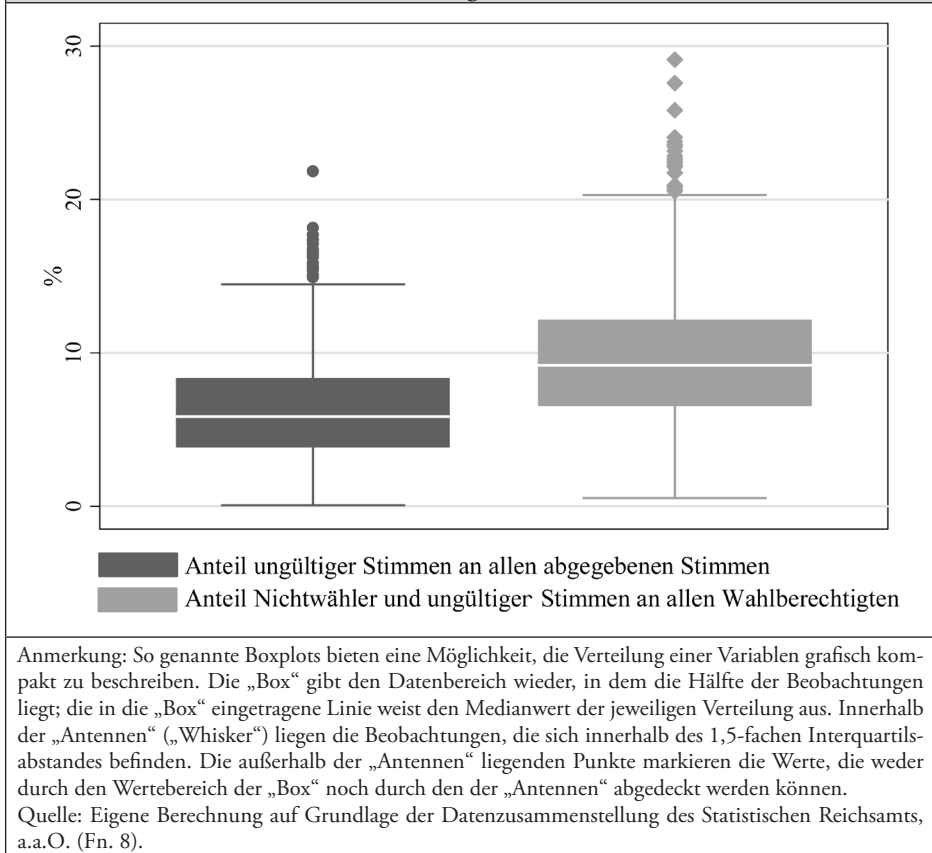 30
20
%
10
0
Anteil ungültiger Stimmen an allen abgegebenen Stimmen
Anteil Nichtwähler und ungültiger Stimmen an allen Wahlberechtigten
Anmerkung: So genannte Boxplots bieten eine Möglichkeit, die Verteilung einer Variablen grafisch kom-
pakt zu beschreiben. Die „Box“ gibt den Datenbereich wieder, in dem die Hälfte der Beobachtungen
liegt; die in die „Box“ eingetragene Linie weist den Medianwert der jeweiligen Verteilung aus. Innerhalb
der „Antennen“ („Whisker“) liegen die Beobachtungen, die sich innerhalb des 1,5-fachen Interquartils-
abstandes befinden. Die außerhalb der „Antennen“ liegenden Punkte markieren die Werte, die weder
durch den Wertebereich der „Box“ noch durch den der „Antennen“ abgedeckt werden können.
Quelle: Eigene Berechnung auf Grundlage der Datenzusammenstellung des Statistischen Reichsamts,
a.a.O. (Fn. 8).